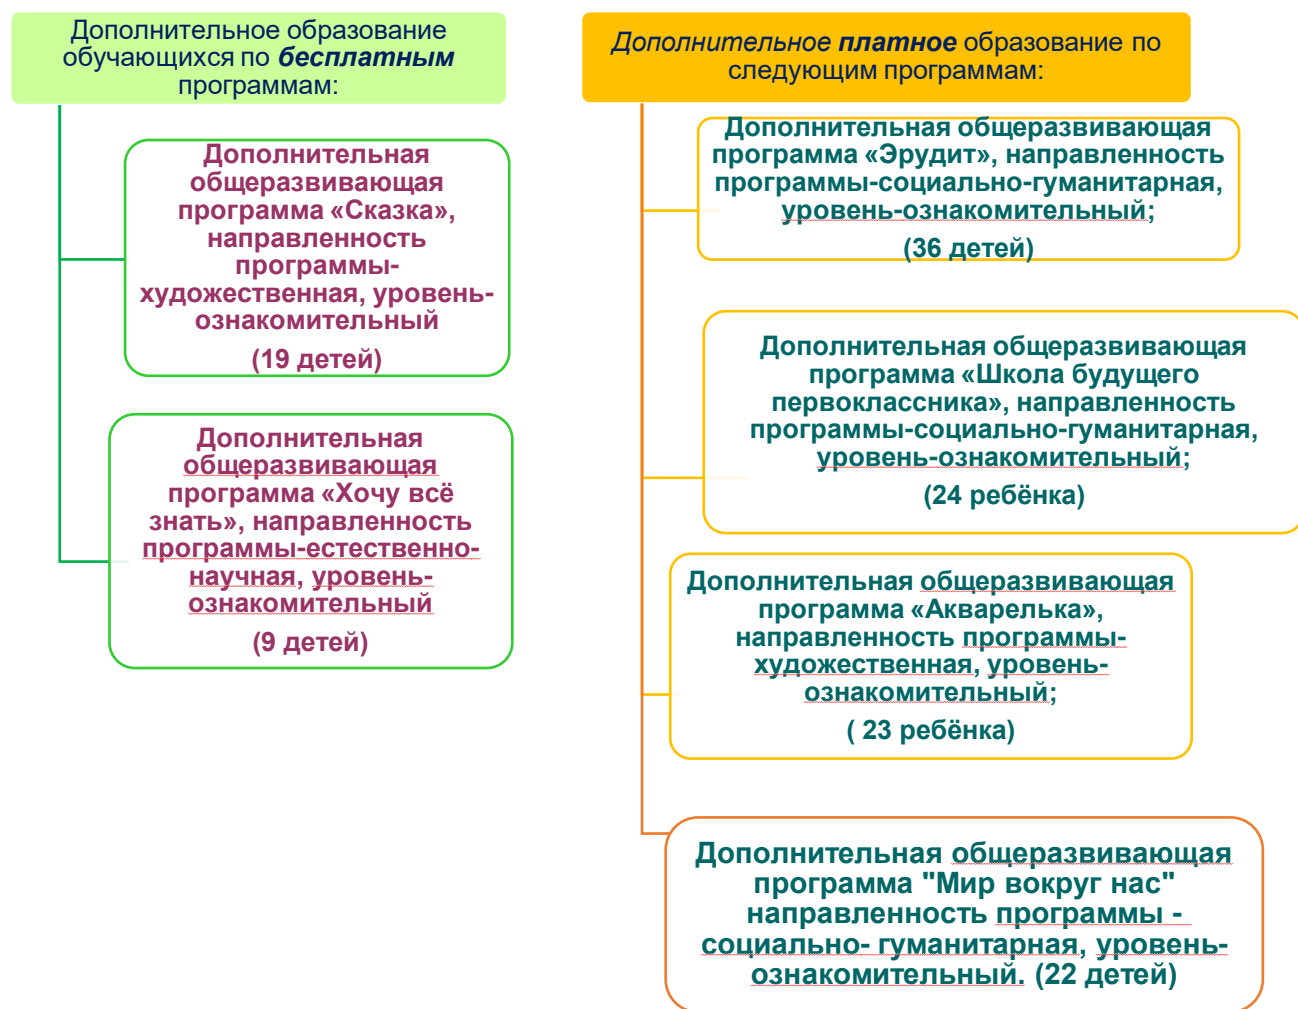 Дополнительное образование
обучающихся по бесплатным
программам:
Дополнительная
общеразвивающая
программа «Сказка»,
направленность
программы-
художественная, уровень-
ознакомительный
(19 детей)
Дополнительная
общеразвивающая
программа «Хочу всё
знать», направленность
программы-естественно-
научная, уровень-
ознакомительный
(9 детей)
Дополнительное платное образование по
следующим программам:
Дополнительная общеразвивающая
программа «Эрудит», направленность
программы-социально-гуманитарная,
уровень-ознакомительный;
(36 детей)
Дополнительная общеразвивающая
программа «Школа будущего
первоклассника», направленность
программы-социально-гуманитарная,
уровень-ознакомительный;
(24 ребёнка)
Дополнительная общеразвивающая
программа «Акварелька»,
направленность программы-
художественная, уровень-
ознакомительный;
( 23 ребёнка)
Дополнительная общеразвивающая
программа "Мир вокруг нас"
направленность программы -
социально- гуманитарная, уровень-
ознакомительный. (22 детей)